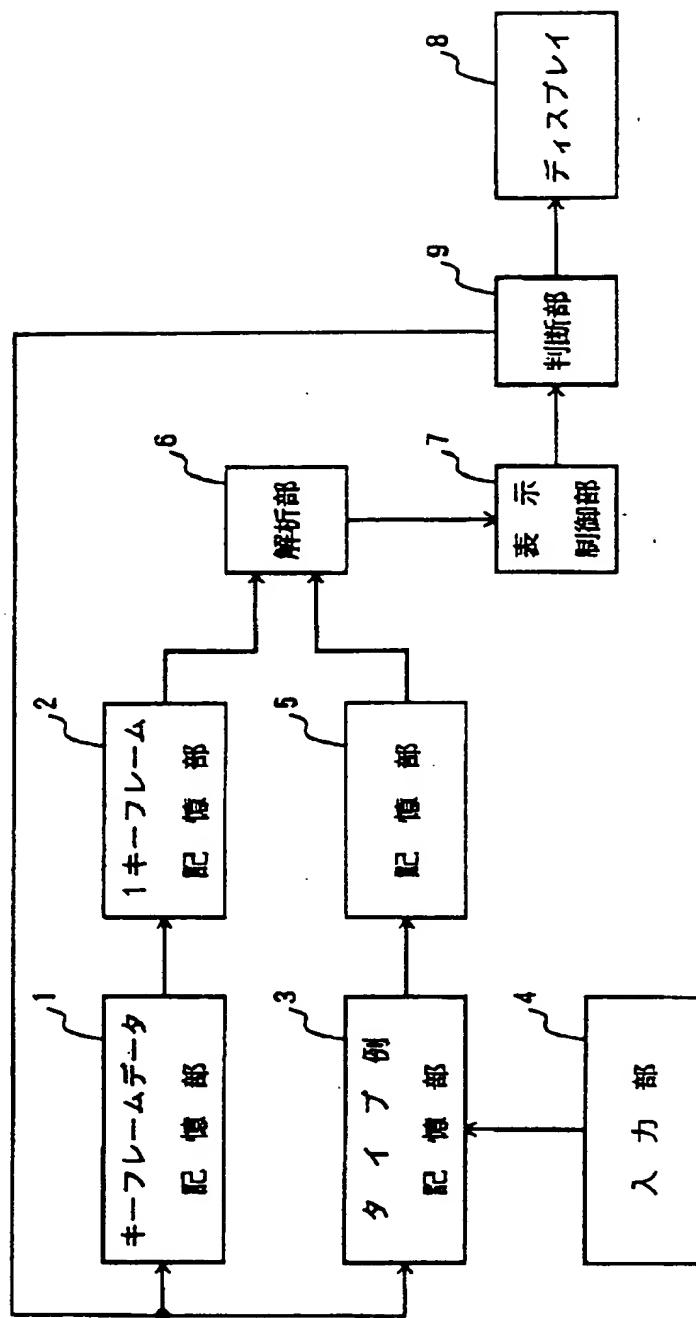 1
キーフレームデータ
記憶部
2
1キーフレーム
記憶部
3
タイプ例
記憶部
5
記憶部
4
入力部
6
解析部
7
表示
制御部
9
判断部
8
ディスプレイ